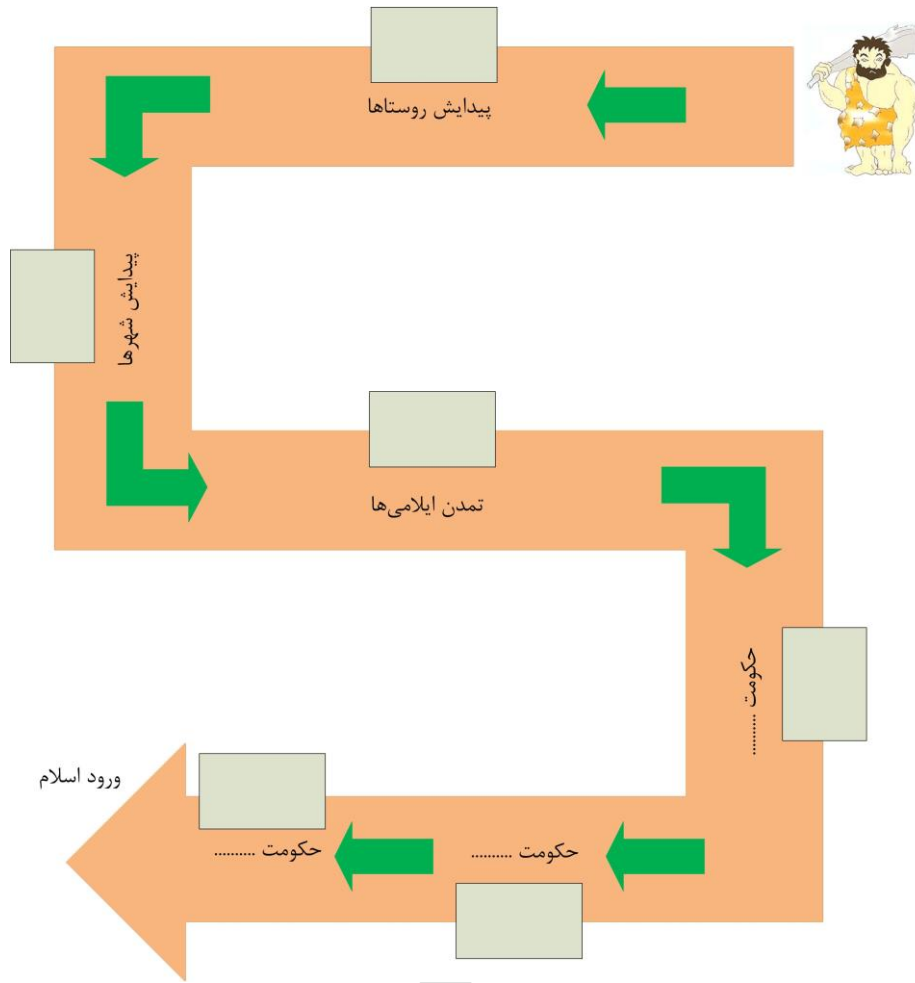 پیدایش روستاها
پیدایش شهرها
تمدن ایلامی‌ها
حکومت ..........
حکومت ..........
حکومت ..........
ورود اسلام